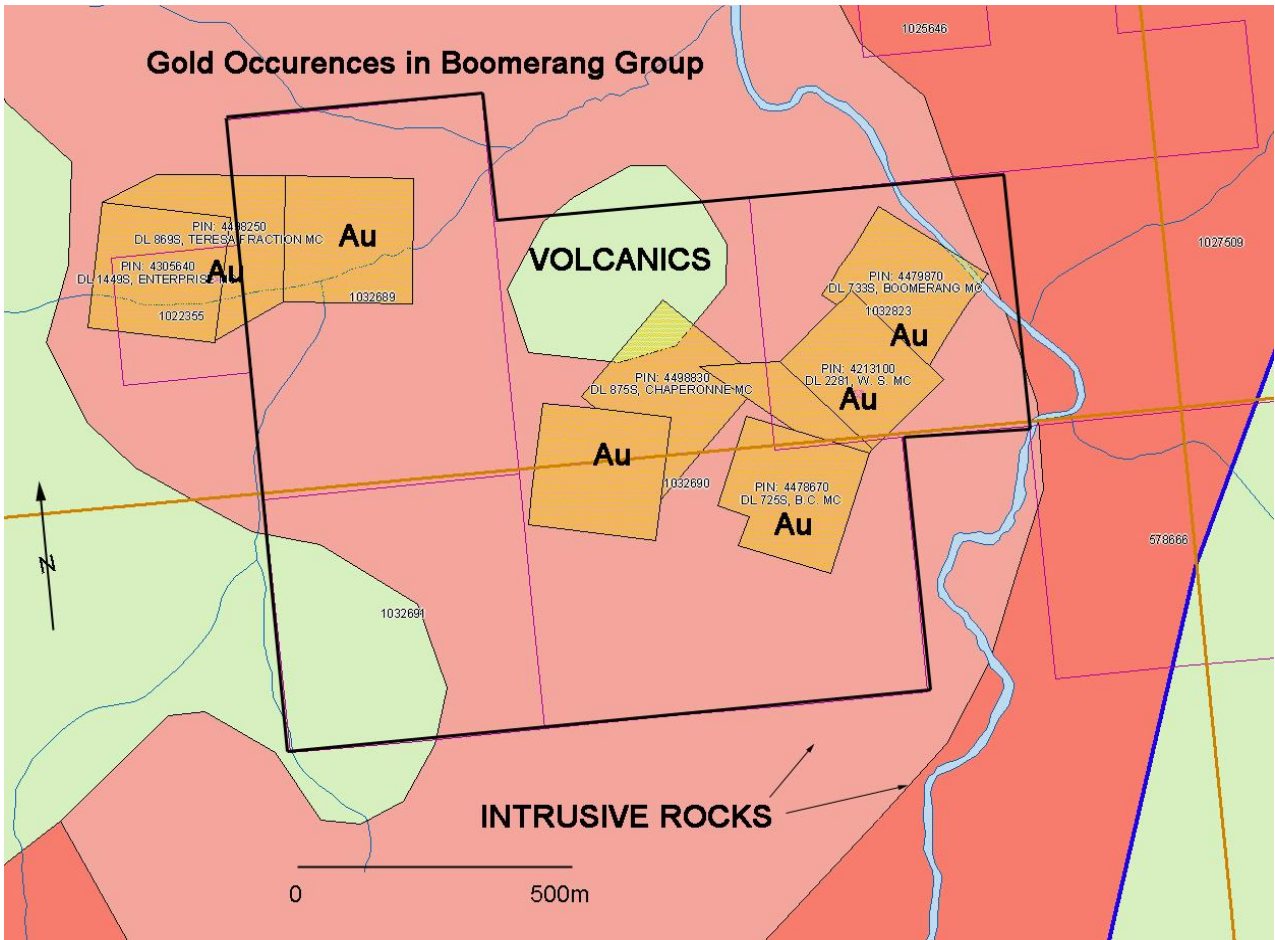 1025646
Gold Occurences in Boomerang Group
PIN: 4498250
DL 869S, TERESA FRACTION MC
Au
PIN: 4305640
DL 1449S, ENTERPRISE
Au
1032689
1022355
VOLCANICS
1027509
PIN: 4479870
DL 733S, BOOMERANG MC
1032823
Au
PIN: 4213100
DL 2281, W. S. MC
Au
PIN: 4498830
DL 875S, CHAPERONNE MC
Au
1032690
PIN: 4478670
DL 725S, B.C. MC
Au
578666
N
1032691
INTRUSIVE ROCKS
0
500m